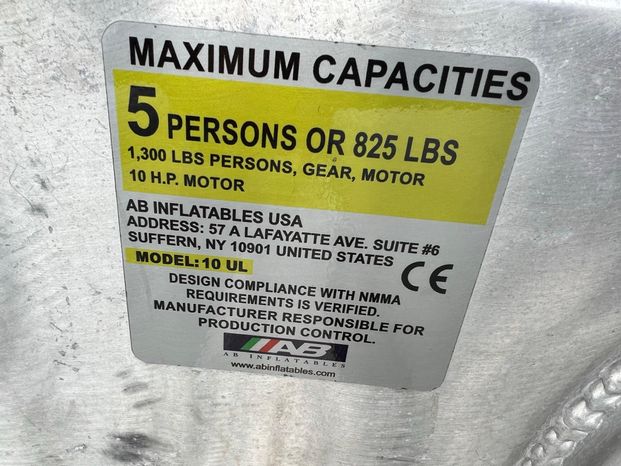 MAXIMUM CAPACITIES
5 PERSONS OR 825 LBS
1,300 LBS PERSONS, GEAR, MOTOR
10 H.P. MOTOR
AB INFLATABLES USA
ADDRESS: 57 A LAFAYATTE AVE. SUITE #6
SUFFERN, NY 10901 UNITED STATES
CE
MODEL: 10 UL
DESIGN COMPLIANCE WITH NMMA
REQUIREMENTS IS VERIFIED.
MANUFACTURER RESPONSIBLE FOR
PRODUCTION CONTROL.
AB
AB INFLATABLES
www.abinflatables.com